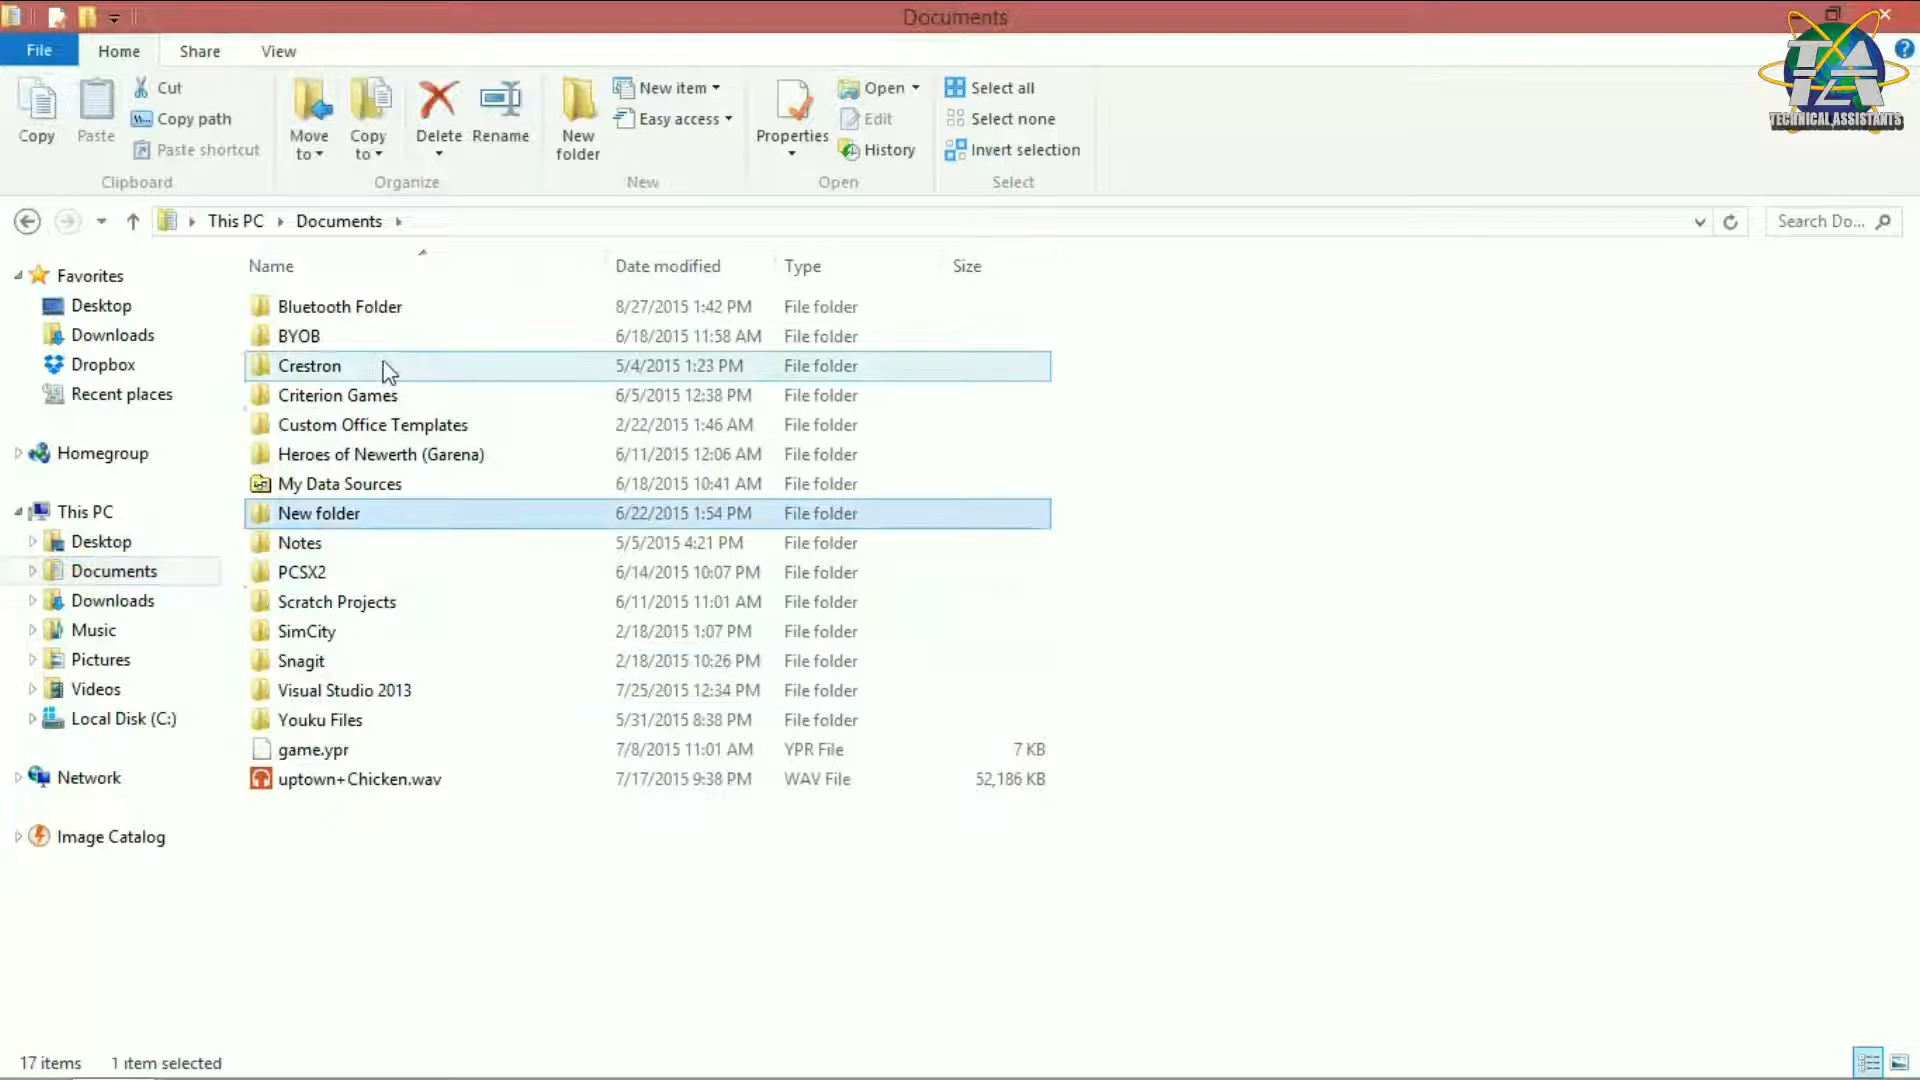 Documents
File Home Share View
Copy
Paste
Cut
Copy path
Paste shortcut
Clipboard
Move to
Copy to
Delete
Rename
Organize
New folder
New item
Easy access
New
Properties
Open
Edit
History
Open
Select all
Select none
Invert selection
Select
TA
TECHNICAL ASSISTANTS
This PC Documents
Search Do...
Favorites
Desktop
Downloads
Dropbox
Recent places
Homegroup
This PC
Desktop
Documents
Downloads
Music
Pictures
Videos
Local Disk (C:)
Network
Image Catalog
Name Date modified Type Size
Bluetooth Folder 8/27/2015 1:42 PM File folder
BYOB 6/18/2015 11:58 AM File folder
Crestron 5/4/2015 1:23 PM File folder
Criterion Games 6/5/2015 12:38 PM File folder
Custom Office Templates 2/22/2015 1:46 AM File folder
Heroes of Newerth (Garena) 6/11/2015 12:06 AM File folder
My Data Sources 6/18/2015 10:41 AM File folder
New folder 6/22/2015 1:54 PM File folder
Notes 5/5/2015 4:21 PM File folder
PCSX2 6/14/2015 10:07 PM File folder
Scratch Projects 6/11/2015 11:01 AM File folder
SimCity 2/18/2015 1:07 PM File folder
Snagit 2/18/2015 10:26 PM File folder
Visual Studio 2013 7/25/2015 12:34 PM File folder
Youku Files 5/31/2015 8:38 PM File folder
game.ypr 7/8/2015 11:01 AM YPR File 7 KB
uptown+Chicken.wav 7/17/2015 9:38 PM WAV File 52,186 KB
17 items 1 item selected